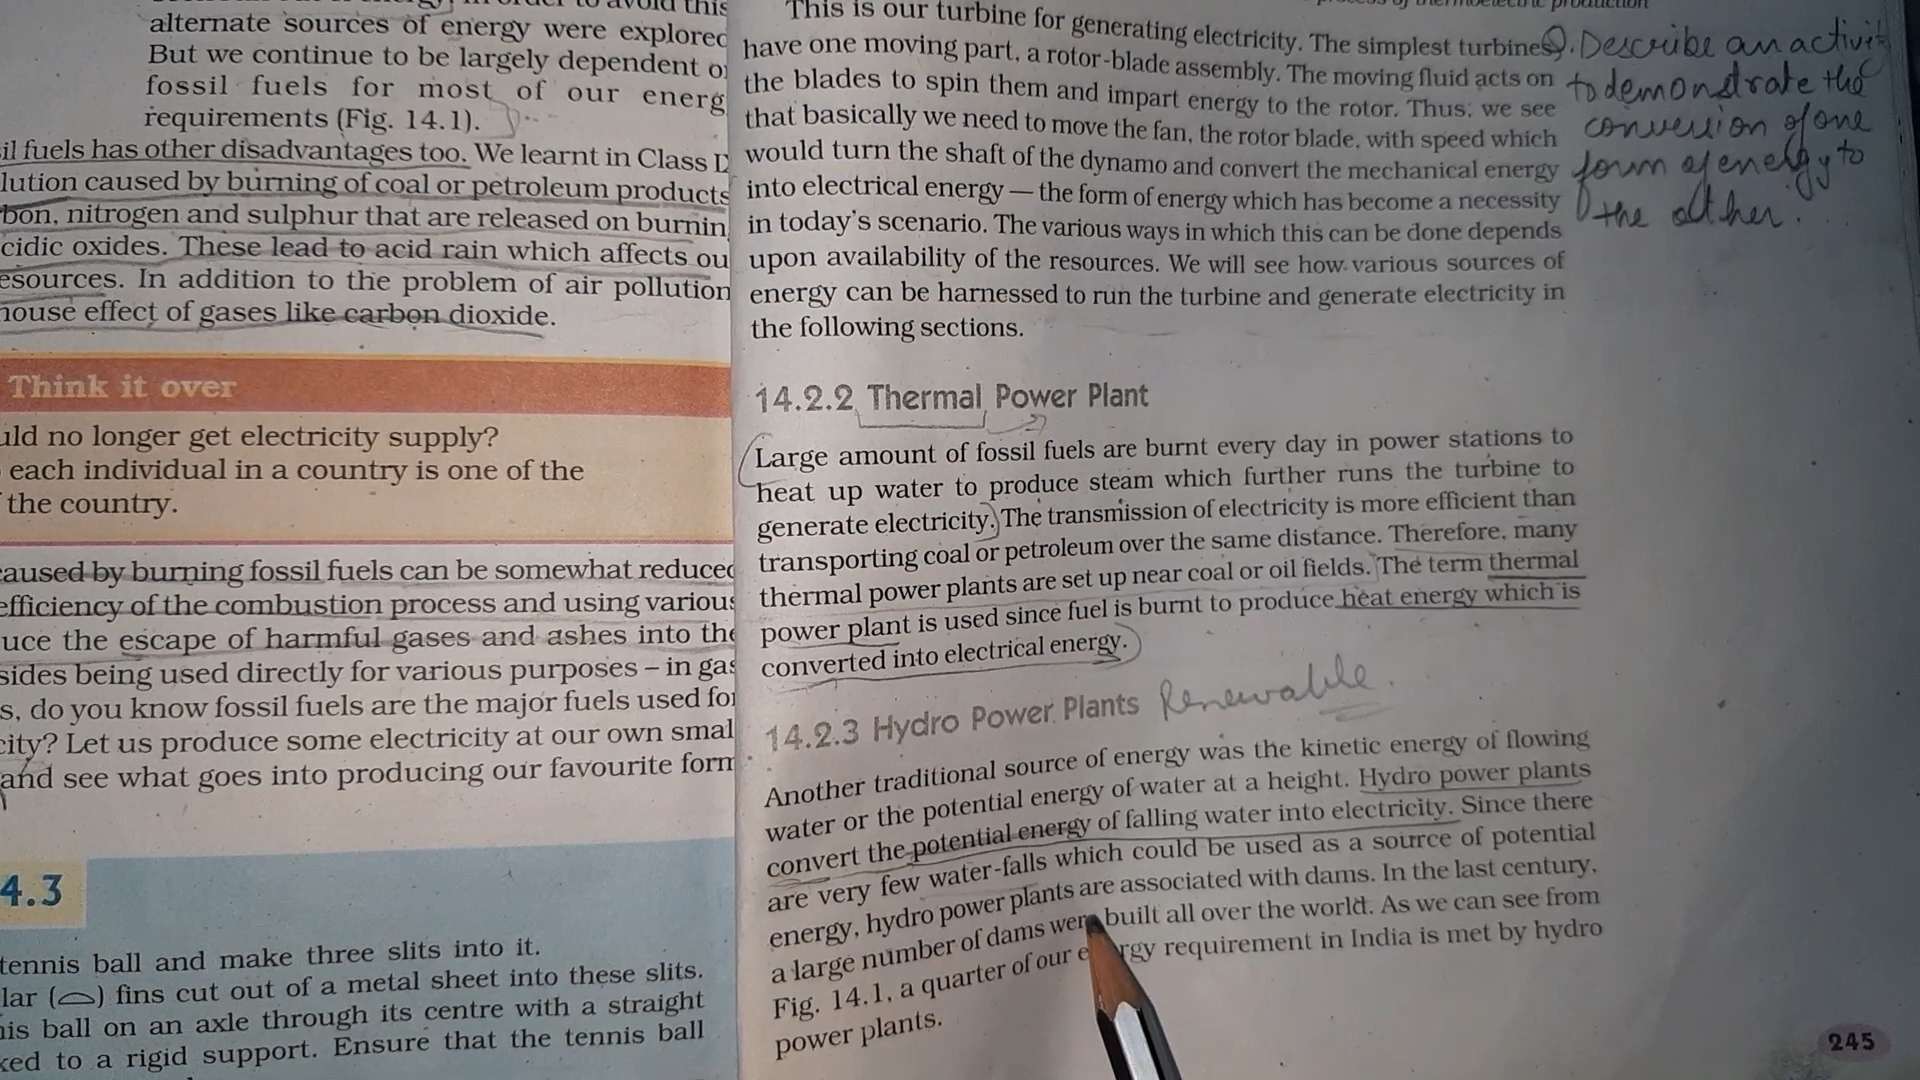 alternate sources of energy were explored
But we continue to be largely dependent
fossil fuels for most of our
requirements (Fig. 14.1).
fuels has other disadvantages too. We learnt in Class
caused by burning of coal or petroleum products
nitrogen and sulphur that are released on
oxides. These lead to acid rain which affects
In addition to the problem of air pollution
effect of gases like carbon dioxide.
Think it over
no longer get electricity supply?
each individual in a country is one of the
the country.
by burning fossil fuels can be somewhat reduced
efficiency of the combustion process and using various
the escape of harmful gases and ashes into the
being used directly for various purposes – in
do you know fossil fuels are the major fuels used for
Let us produce some electricity at our own
and see what goes into producing our favourite form
4.3
tennis ball and make three slits into it.
fins cut out of a metal sheet into these slits.
ball on an axle through its centre with a straight
to a rigid support. Ensure that the tennis ball
This is our turbine for generating electricity. The simplest turbines
have one moving part, a rotor-blade assembly. The moving fluid acts on
the blades to spin them and impart energy to the rotor. Thus, we see
that basically we need to move the fan, the rotor blade, with speed which
would turn the shaft of the dynamo and convert the mechanical energy
into electrical energy — the form of energy which has become a necessity
in today's scenario. The various ways in which this can be done depends
upon availability of the resources. We will see how various sources of
energy can be harnessed to run the turbine and generate electricity in
the following sections.
Describe an
to demonstrate the
conversion of one
form of energy to
the other.
14.2.2 Thermal Power Plant
Large amount of fossil fuels are burnt every day in power stations to
heat up water to produce steam which further runs the turbine to
generate electricity. The transmission of electricity is more efficient than
transporting coal or petroleum over the same distance. Therefore, many
thermal power plants are set up near coal or oil fields. The term thermal
power plant is used since fuel is burnt to produce heat energy which is
converted into electrical energy.
14.2.3 Hydro Power Plants Renewable.
Another traditional source of energy was the kinetic energy of flowing
water or the potential energy of water at a height. Hydro power plants
convert the potential energy of falling water into electricity. Since there
are very few water-falls which could be used as a source of potential
energy, hydro power plants are associated with dams. In the last century,
a large number of dams were built all over the world. As we can see from
Fig. 14.1, a quarter of our energy requirement in India is met by hydro
power plants.
245